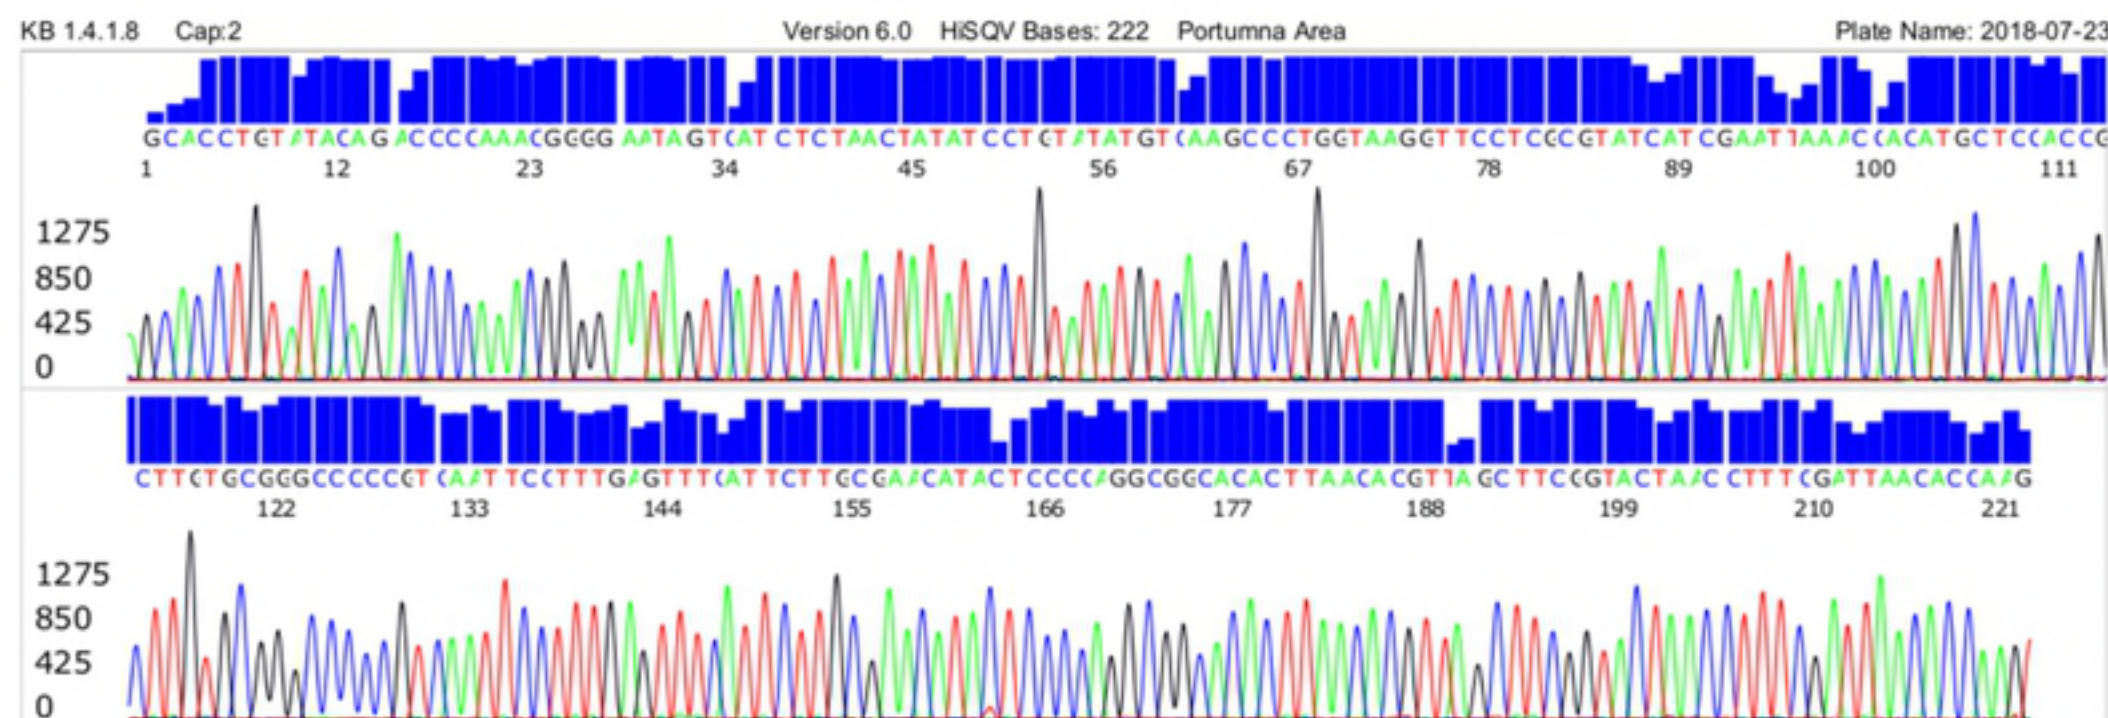 KB 1.4.1.8 Cap:2 Version 6.0 HiSQV Bases: 222 Portumna Area Plate Name: 2018-07-23
GCACCTGTATACAGACCCCAAACGGGGAATAGTCATCTCTAACTATATCCTGTATATGTCAAGCCCTGGTAAGGTTCCTCGCGTATCATCGAATTAAACCACATGCTCCACCG
1 12 23 34 45 56 67 78 89 100 111
1275
850
425
0
CTTGTGCGGGCCCCCGTCAATTCCTTTGAGTTTCATTCTTGCGAACATACTCCCCAGGCGGCACACTTAACACGTTAGCTTCGGTACTAACCTTTCGATTAACACCAAG
122 133 144 155 166 177 188 199 210 221
1275
850
425
0